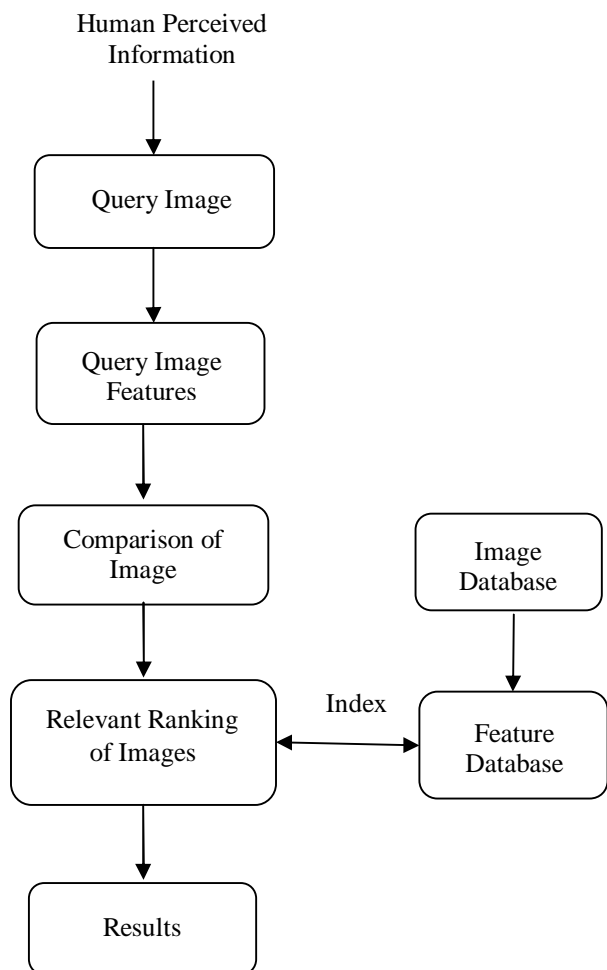 Human Perceived
Information
Query Image
Query Image
Features
Comparison of
Image
Image
Database
Relevant Ranking
of Images
Index
Feature
Database
Results